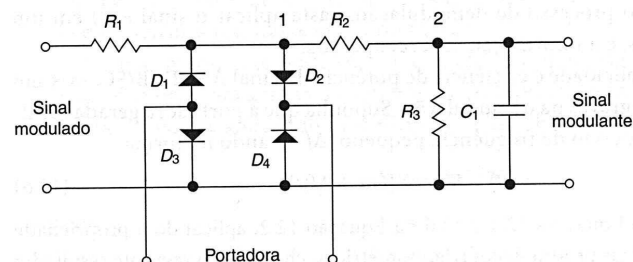 R1
1
R2
2
D1
D2
Sinal
modulado
R3
C1
Sinal
modulante
D3
D4
Portadora